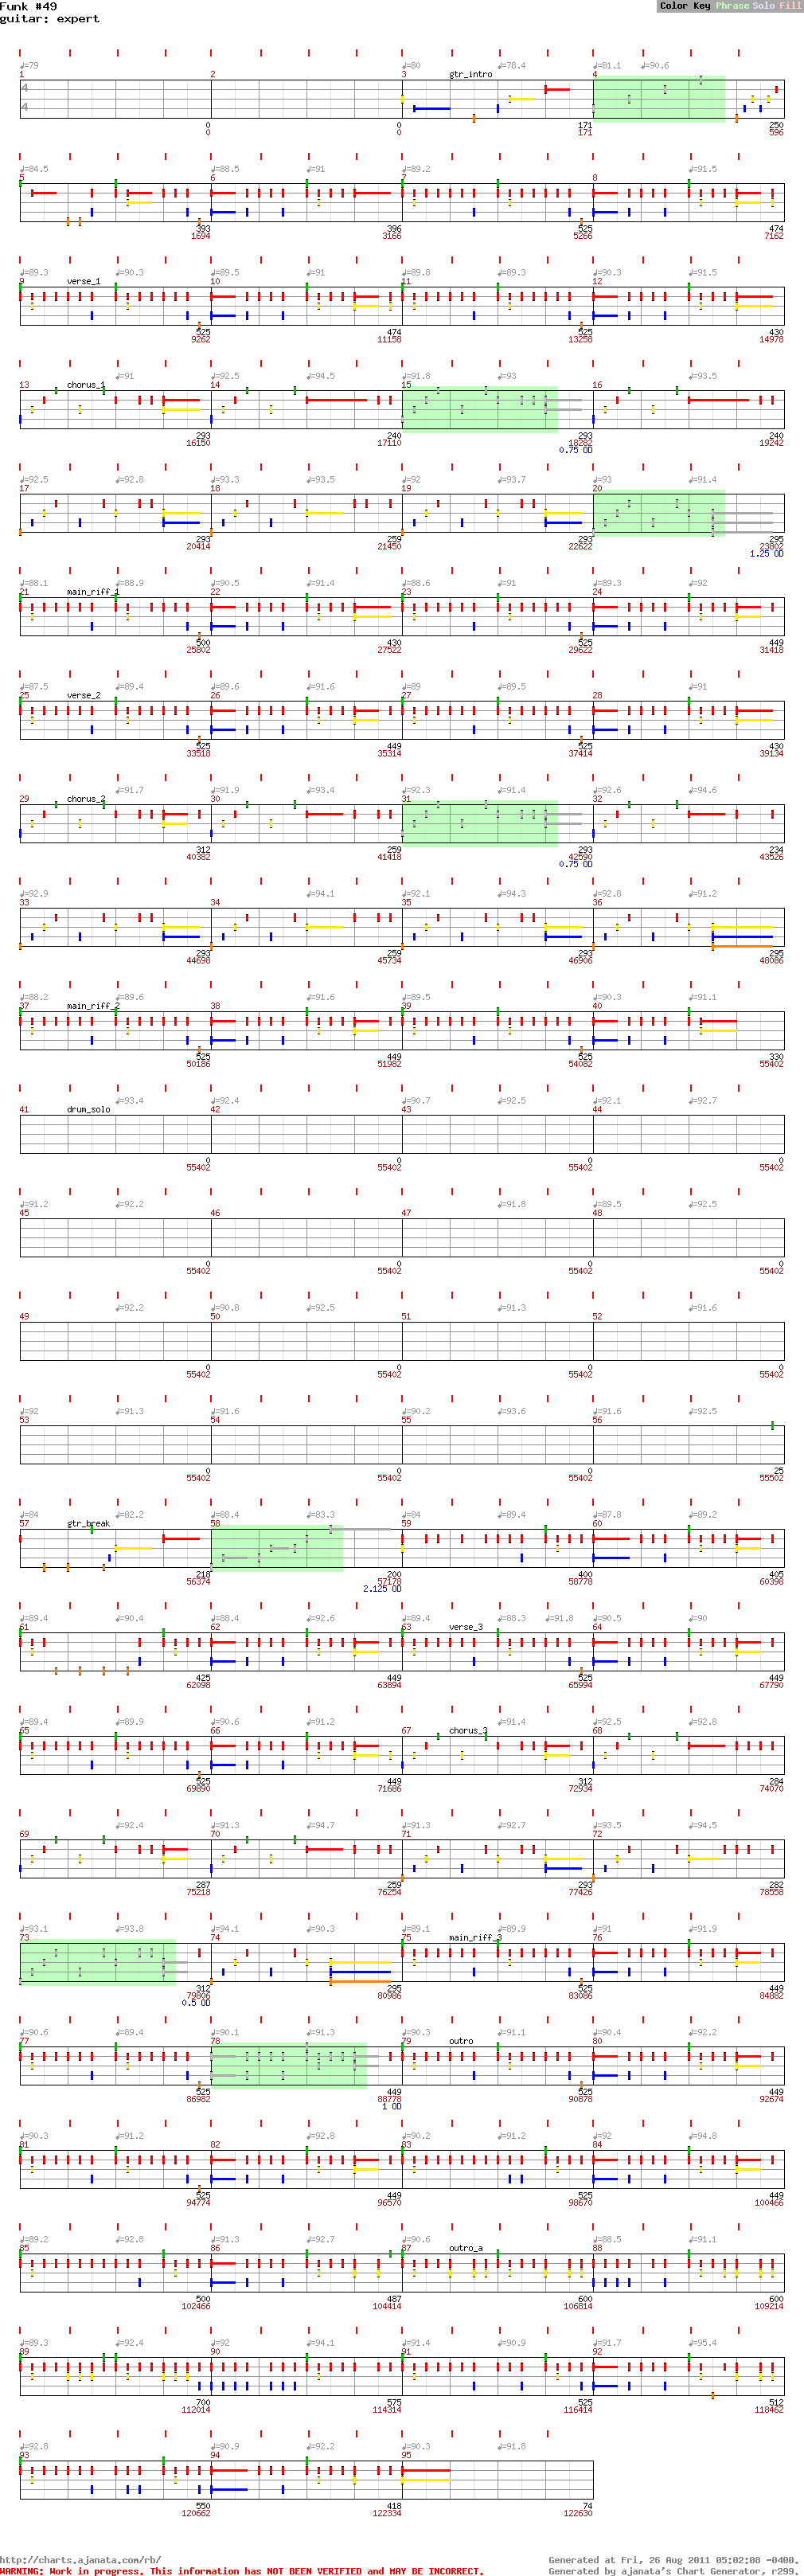 Funk #49
guitar: expert
Color Key Phrase Solo Fill
♩=79 ♩=80 ♩=78.4 ♩=81.1 ♩=90.6
1 2 3 gtr_intro 4
4
4
0 0 171 250
0 0 171 596
♩=84.5 ♩=88.5 ♩=91 ♩=89.2 ♩=91.5
5 6 7 8
393 396 525 474
1694 3166 5266 7162
♩=89.3 ♩=90.3 ♩=89.5 ♩=91 ♩=89.8 ♩=89.3 ♩=90.3 ♩=91.5
9 verse_1 10 11 12
525 474 525 430
9262 11158 13258 14978
♩=91 ♩=92.5 ♩=94.5 ♩=91.8 ♩=93 ♩=93.5
13 chorus_1 14 15 16
293 240 293 240
16150 17110 18282 19242
0.75 OD
♩=92.5 ♩=92.8 ♩=93.3 ♩=93.5 ♩=92 ♩=93.7 ♩=93 ♩=91.4
17 18 19 20
293 259 293 295
20414 21450 22622 23802
1.25 OD
♩=88.1 ♩=88.9 ♩=90.5 ♩=91.4 ♩=88.6 ♩=91 ♩=89.3 ♩=92
21 main_riff_1 22 23 24
500 430 525 449
25802 27522 29622 31418
♩=87.5 ♩=89.4 ♩=89.6 ♩=91.6 ♩=89 ♩=89.5 ♩=91
25 verse_2 26 27 28
525 449 525 430
33518 35314 37414 39134
♩=91.7 ♩=91.9 ♩=93.4 ♩=92.3 ♩=91.4 ♩=92.6 ♩=94.6
29 chorus_2 30 31 32
312 259 293 234
40382 41418 42590 43526
0.75 OD
♩=92.9 ♩=94.1 ♩=92.1 ♩=94.3 ♩=92.8 ♩=91.2
33 34 35 36
293 259 293 295
44698 45734 46906 48086
♩=88.2 ♩=89.6 ♩=91.6 ♩=89.5 ♩=90.3 ♩=91.1
37 main_riff_2 38 39 40
525 449 525 330
50186 51982 54082 55402
♩=93.4 ♩=92.4 ♩=90.7 ♩=92.5 ♩=92.1 ♩=92.7
41 drum_solo 42 43 44
0 0 0 0
55402 55402 55402 55402
♩=91.2 ♩=92.2 ♩=91.8 ♩=89.5 ♩=92.5
45 46 47 48
0 0 0 0
55402 55402 55402 55402
♩=92.2 ♩=90.8 ♩=92.5 ♩=91.3 ♩=91.6
49 50 51 52
0 0 0 0
55402 55402 55402 55402
♩=92 ♩=91.3 ♩=91.6 ♩=90.2 ♩=93.6 ♩=91.6 ♩=92.5
53 54 55 56
0 0 0 25
55402 55402 55402 55502
♩=84 ♩=82.2 ♩=88.4 ♩=83.3 ♩=84 ♩=89.4 ♩=87.8 ♩=89.2
57 gtr_break 58 59 60
218 200 400 405
56374 57178 58778 60398
2.125 OD
♩=89.4 ♩=90.4 ♩=88.4 ♩=92.6 ♩=89.4 ♩=88.3 ♩=91.8 ♩=90.5 ♩=90
61 62 63 verse_3 64
425 449 525 449
62098 63894 65994 67790
♩=89.4 ♩=89.9 ♩=90.6 ♩=91.2 ♩=91.4 ♩=92.5 ♩=92.8
65 66 67 chorus_3 68
525 449 312 284
69890 71686 72934 74070
♩=92.4 ♩=91.3 ♩=94.7 ♩=91.3 ♩=92.7 ♩=93.5 ♩=94.5
69 70 71 72
287 259 293 282
75218 76254 77426 78558
♩=93.1 ♩=93.8 ♩=94.1 ♩=90.3 ♩=89.1 ♩=89.9 ♩=91 ♩=91.9
73 74 75 main_riff_3 76
312 295 525 449
79806 80986 83086 84882
0.5 OD
♩=90.6 ♩=89.4 ♩=90.1 ♩=91.3 ♩=90.3 ♩=91.1 ♩=90.4 ♩=92.2
77 78 79 outro 80
525 449 525 449
86982 88778 90878 92674
1 OD
♩=90.3 ♩=91.2 ♩=92.8 ♩=90.2 ♩=91.2 ♩=92 ♩=94.8
81 82 83 84
525 449 525 449
94774 96570 98670 100466
♩=89.2 ♩=92.8 ♩=91.3 ♩=92.7 ♩=90.6 ♩=88.5 ♩=91.1
85 86 87 outro_a 88
500 487 600 600
102466 104414 106814 109214
♩=89.3 ♩=92.4 ♩=92 ♩=94.1 ♩=91.4 ♩=90.9 ♩=91.7 ♩=95.4
89 90 91 92
700 575 525 512
112014 114314 116414 118462
♩=92.8 ♩=90.9 ♩=92.2 ♩=90.3 ♩=91.8
93 94 95
550 418 74
120662 122334 122630
http://charts.ajanata.com/rb/ Generated at Fri, 26 Aug 2011 05:02:08 -0400.
WARNING: Work in progress. This information has NOT BEEN VERIFIED and MAY BE INCORRECT. Generated by ajanata's Chart Generator, r299.